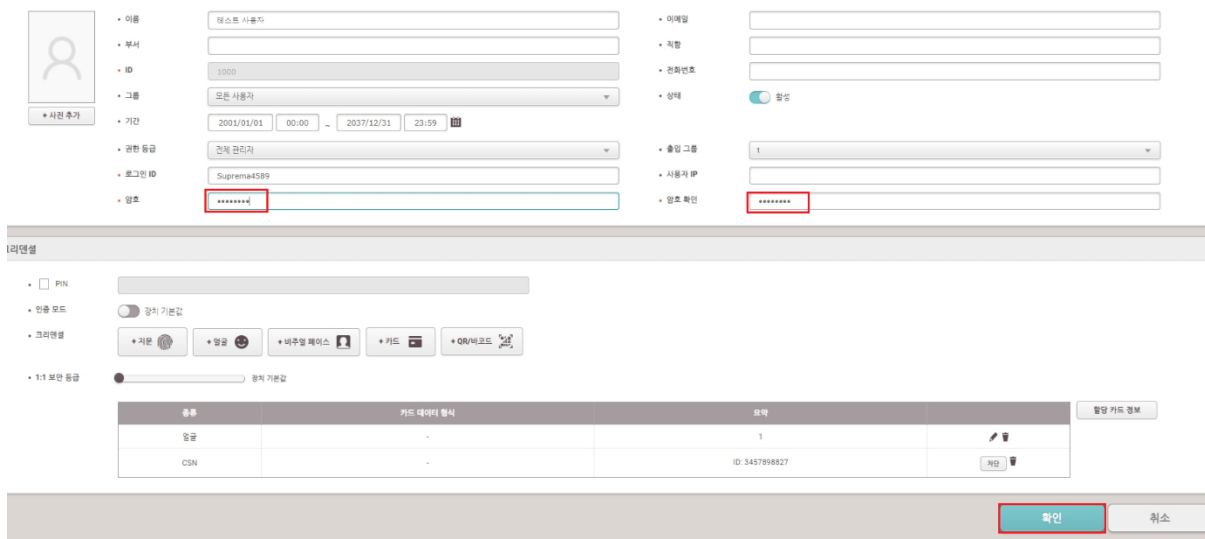 • 이름 테스트 사용자 • 이메일
• 부서 • 직함
• ID 1000 • 전화번호
• 그룹 모든 사용자 • 상태 활성
+ 사진 추가
• 기간 2001/01/01 00:00 ~ 2037/12/31 23:59
• 권한 등급 전체 관리자 • 출입 그룹 1
• 로그인 ID Suprema4589 • 사용자 IP
• 암호 •••••••• • 암호 확인 ••••••••
크리덴셜
• PIN
• 인증 모드 장치 기본값
• 크리덴셜 + 지문 + 얼굴 + 비주얼 페이스 + 카드 + QR/바코드
• 1:1 보안 등급 장치 기본값
종류 카드 데이터 형식 요약 할당 카드 정보
얼굴 - 1
CSN - ID: 3457898827 차단
확인 취소